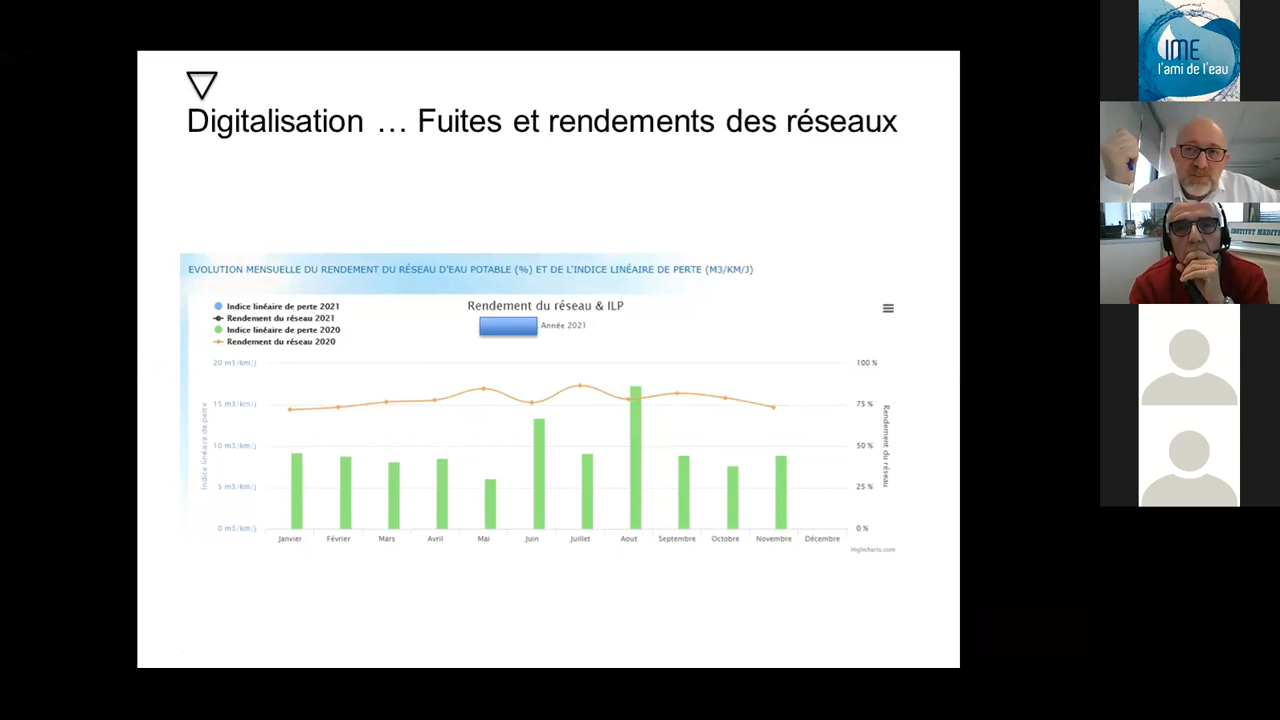 Digitalisation … Fuites et rendements des réseaux
EVOLUTION MENSUELLE DU RENDEMENT DU RÉSEAU D'EAU POTABLE (%) ET DE L'INDICE LINÉAIRE DE PERTE (M3/KM/J)
Rendement du réseau & ILP
Année 2021
Indice linéaire de perte 2021
Rendement du réseau 2021
Indice linéaire de perte 2020
Rendement du réseau 2020
20 m3/km/j
15 m3/km/j
10 m3/km/j
5 m3/km/j
0 m3/km/j
Indice linéaire de perte
100 %
75 %
50 %
25 %
0 %
Rendement du réseau
Janvier Février Mars Avril Mai Juin Juillet Aout Septembre Octobre Novembre Décembre
Highcharts.com
IME
l'ami de l'eau
INSTITUT MEDITE